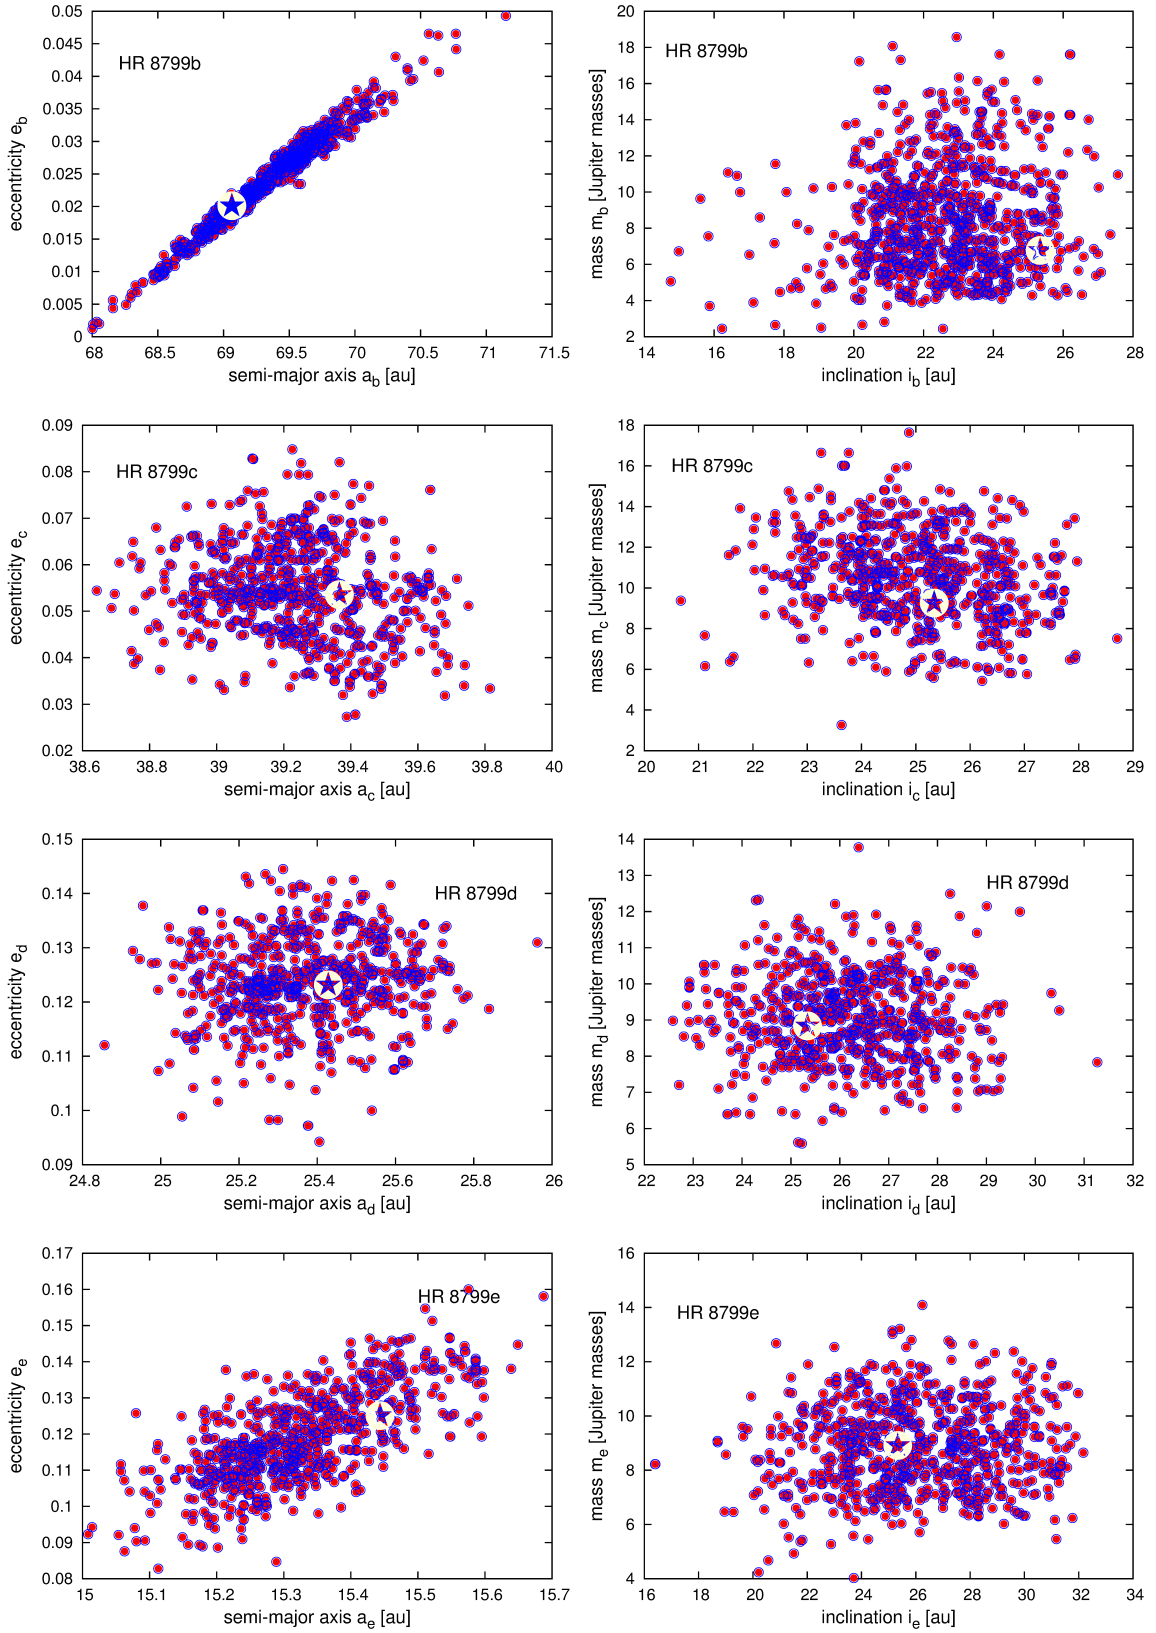 0.05
0.045
0.04
0.035
0.03
0.025
0.02
0.015
0.01
0.005
0
eccentricity e_b
HR 8799b
68 68.5 69 69.5 70 70.5 71 71.5
semi-major axis a_b [au]
20
18
16
14
12
10
8
6
4
2
mass m_b [Jupiter masses]
HR 8799b
14 16 18 20 22 24 26 28
inclination i_b [au]
0.09
0.08
0.07
0.06
0.05
0.04
0.03
0.02
eccentricity e_c
HR 8799c
38.6 38.8 39 39.2 39.4 39.6 39.8 40
semi-major axis a_c [au]
18
16
14
12
10
8
6
4
2
mass m_c [Jupiter masses]
HR 8799c
20 21 22 23 24 25 26 27 28 29
inclination i_c [au]
0.15
0.14
0.13
0.12
0.11
0.1
0.09
eccentricity e_d
HR 8799d
24.8 25 25.2 25.4 25.6 25.8 26
semi-major axis a_d [au]
14
13
12
11
10
9
8
7
6
5
mass m_d [Jupiter masses]
HR 8799d
22 23 24 25 26 27 28 29 30 31 32
inclination i_d [au]
0.17
0.16
0.15
0.14
0.13
0.12
0.11
0.1
0.09
0.08
eccentricity e_e
HR 8799e
15 15.1 15.2 15.3 15.4 15.5 15.6 15.7
semi-major axis a_e [au]
16
14
12
10
8
6
4
mass m_e [Jupiter masses]
HR 8799e
16 18 20 22 24 26 28 30 32 34
inclination i_e [au]